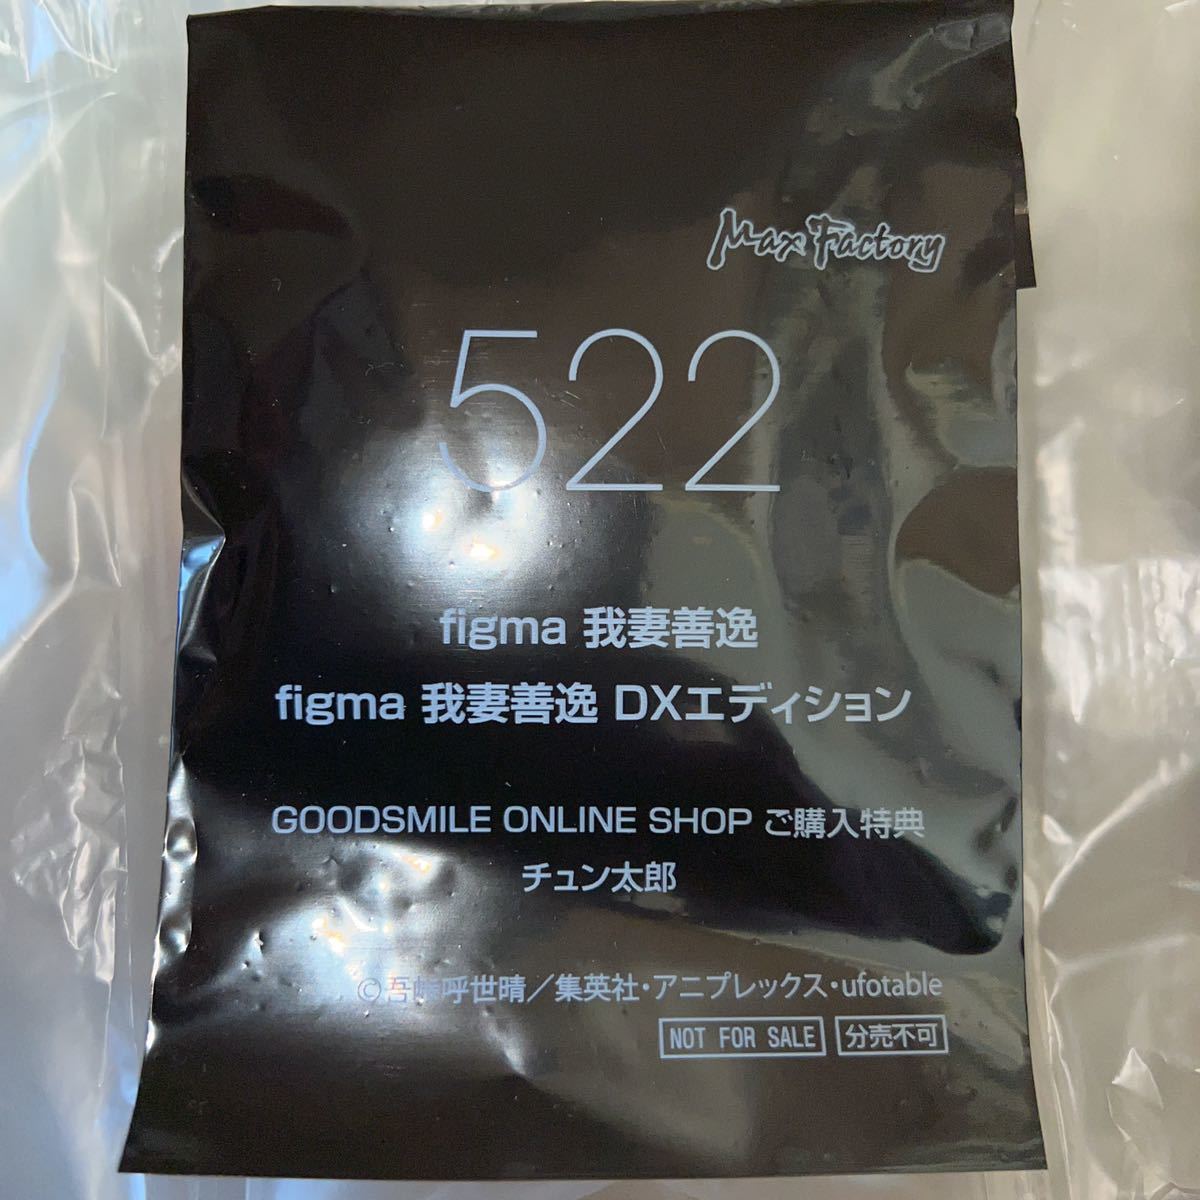 Max Factory
522
figma 我妻善逸
figma 我妻善逸 DXエディション
GOODSMILE ONLINE SHOP ご購入特典
チュン太郎
©吾峠呼世晴／集英社・アニプレックス・ufotable
NOT FOR SALE 分売不可